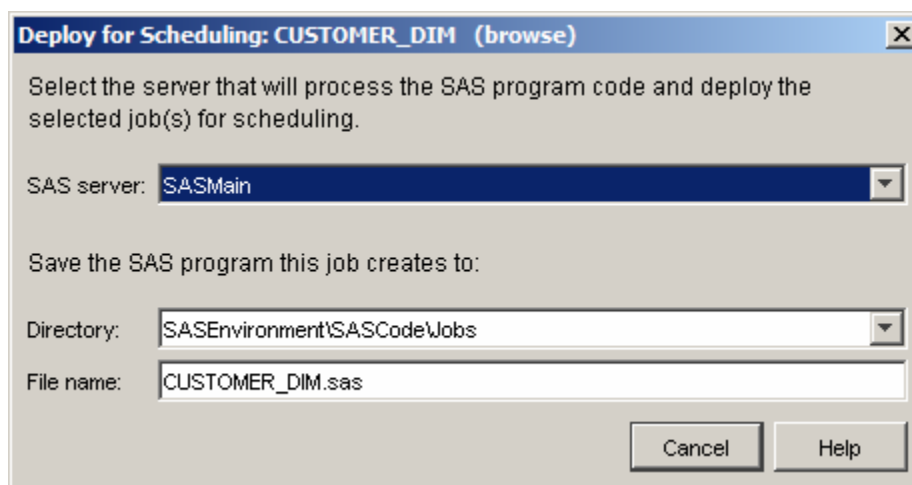 Deploy for Scheduling: CUSTOMER_DIM (browse)
Select the server that will process the SAS program code and deploy the
selected job(s) for scheduling.
SAS server: SASMain
Save the SAS program this job creates to:
Directory: SASEnvironment\SASCode\Jobs
File name: CUSTOMER_DIM.sas
Cancel Help